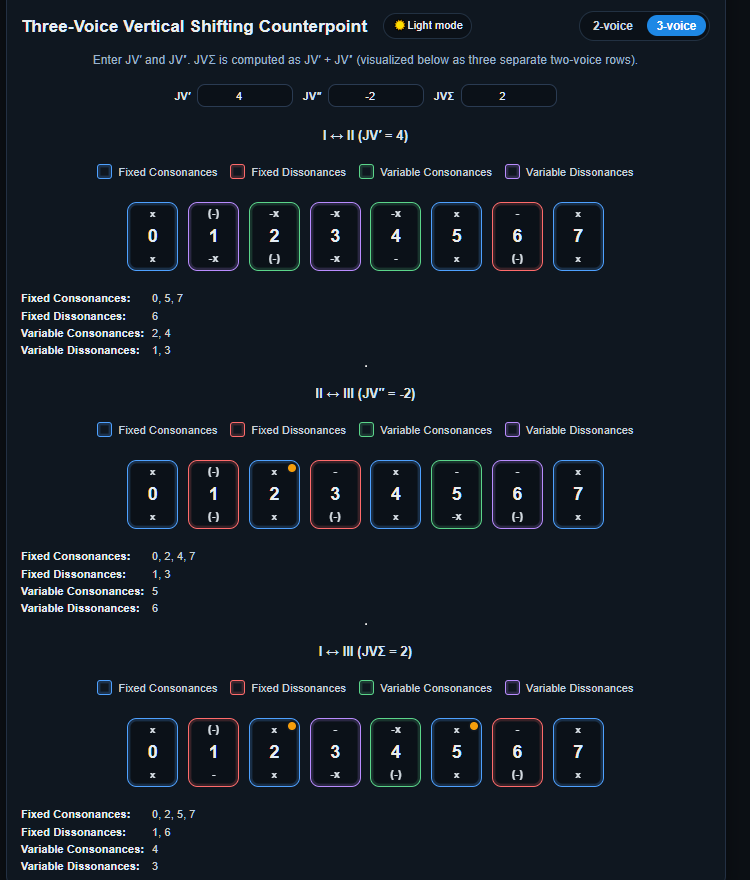 Three-Voice Vertical Shifting Counterpoint Light mode 2-voice 3-voice
Enter JV′ and JV″. JVΣ is computed as JV′ + JV″ (visualized below as three separate two-voice rows).
JV′ 4 JV″ -2 JVΣ 2
I ↔ II (JV′ = 4)
Fixed Consonances Fixed Dissonances Variable Consonances Variable Dissonances
x (-) -x -x -x x - x
0 1 2 3 4 5 6 7
x -x (-) -x - x (-) x
Fixed Consonances: 0, 5, 7
Fixed Dissonances: 6
Variable Consonances: 2, 4
Variable Dissonances: 1, 3
.
II ↔ III (JV″ = -2)
Fixed Consonances Fixed Dissonances Variable Consonances Variable Dissonances
x (-) x - x - - x
0 1 2 3 4 5 6 7
x (-) x (-) x -x (-) x
Fixed Consonances: 0, 2, 4, 7
Fixed Dissonances: 1, 3
Variable Consonances: 5
Variable Dissonances: 6
.
I ↔ III (JVΣ = 2)
Fixed Consonances Fixed Dissonances Variable Consonances Variable Dissonances
x (-) x - -x x - x
0 1 2 3 4 5 6 7
x - x -x (-) x (-) x
Fixed Consonances: 0, 2, 5, 7
Fixed Dissonances: 1, 6
Variable Consonances: 4
Variable Dissonances: 3